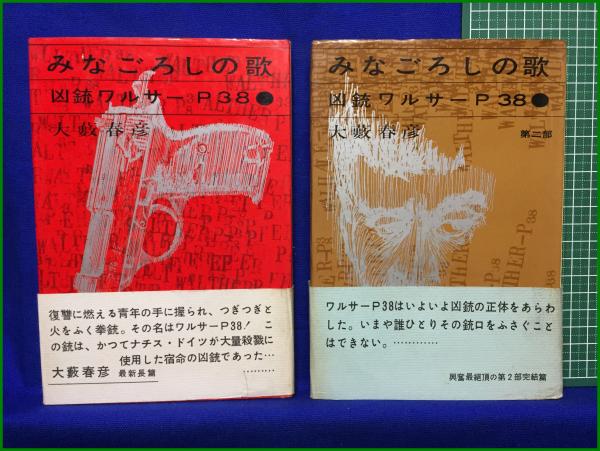 みなごろしの歌
凶銃ワルサーP38
大藪春彦
復讐に燃える青年の手に握られ、つぎつぎと
火をふく拳銃。その名はワルサーP38! こ
の銃は、かつてナチス・ドイツが大量殺戮に
使用した宿命の凶銃であった…
………
大藪春彦 最新長篇
みなごろしの歌
凶銃ワルサーP38
大藪春彦
第二部
WALTHER-P38
ワルサーP38はいよいよ凶銃の正体をあらわ
した。いまや誰ひとりその銃口をふさぐこと
はできない。…………
興奮最絶頂の第2部完結篇